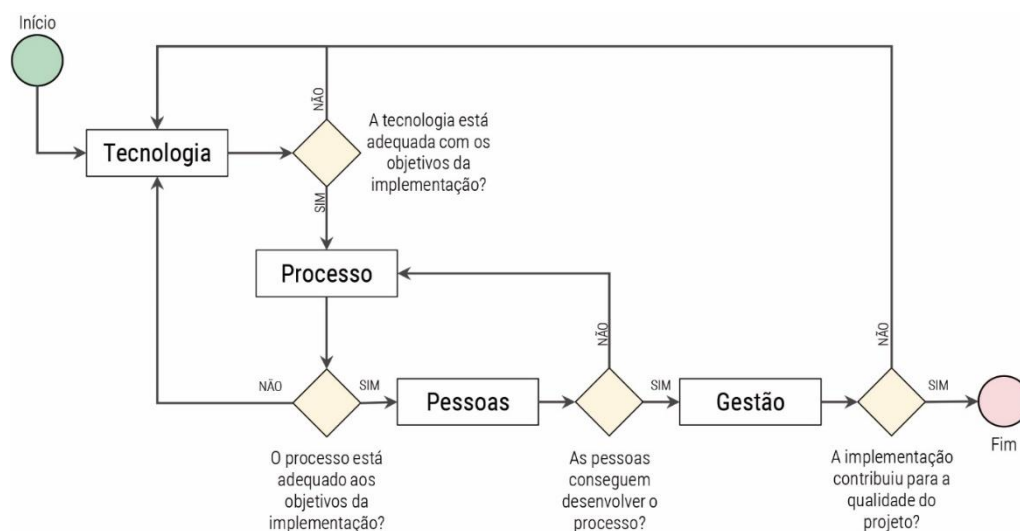 Início
Tecnologia
NÃO
A tecnologia está
adequada com os
objetivos da
implementação?
SIM
Processo
NÃO
NÃO
NÃO
SIM
Pessoas
SIM
Gestão
SIM
Fim
O processo está
adequado aos
objetivos da
implementação?
As pessoas
conseguem
desenvolver o
processo?
A implementação
contribuiu para a
qualidade do
projeto?